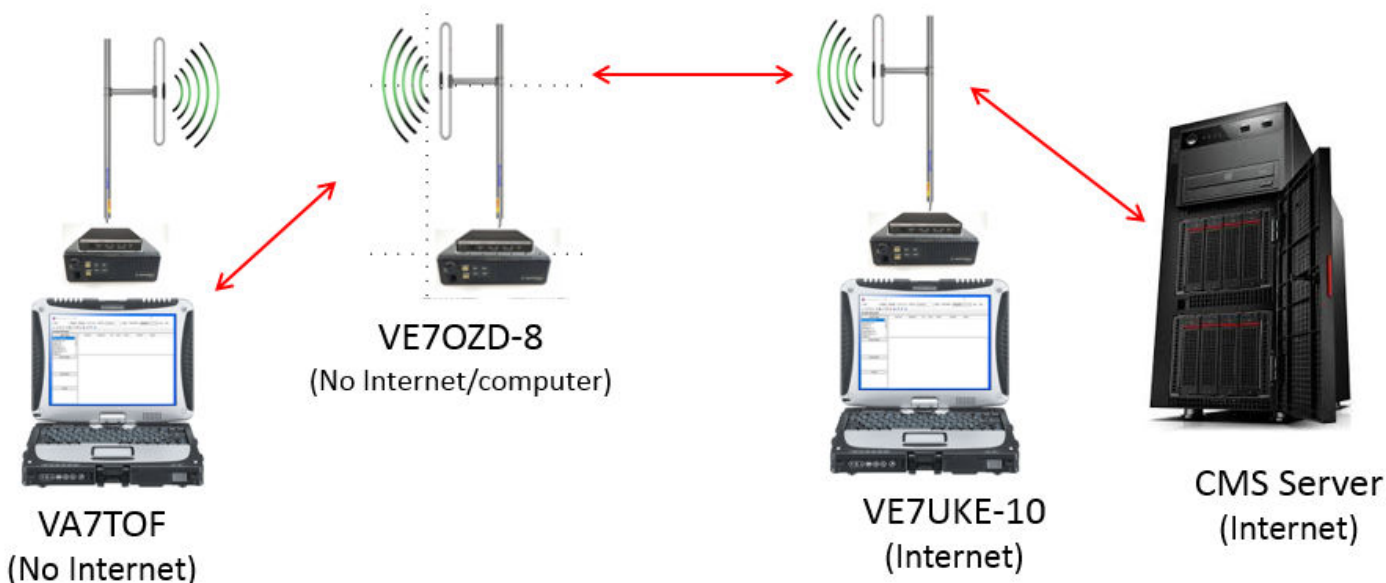 VE7OZD-8
(No Internet/computer)
VA7TOF
(No Internet)
VE7UKE-10
(Internet)
CMS Server
(Internet)